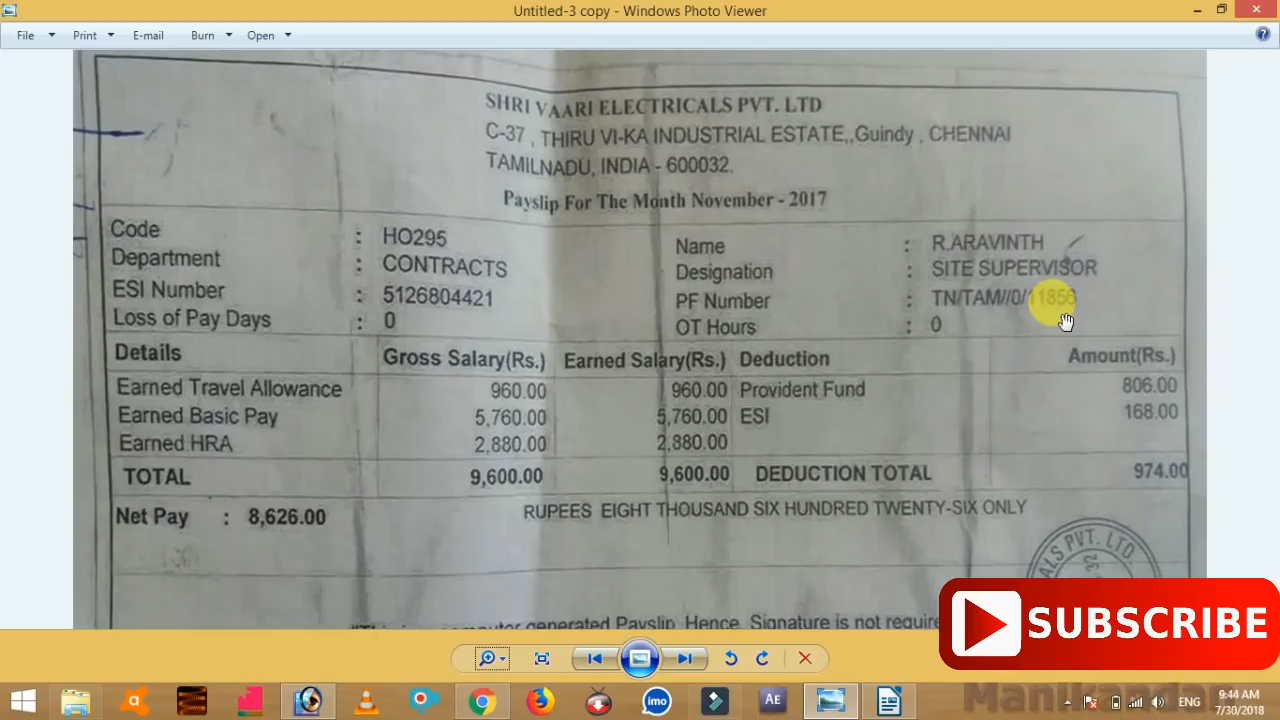 Untitled-3 copy - Windows Photo Viewer
File Print E-mail Burn Open
SHRI VAARI ELECTRICALS PVT. LTD
C-37 , THIRU VI-KA INDUSTRIAL ESTATE,,Guindy , CHENNAI
TAMILNADU, INDIA - 600032.
Payslip For The Month November - 2017
Code : HO295 Name : R.ARAVINTH
Department : CONTRACTS Designation : SITE SUPERVISOR
ESI Number : 5126804421 PF Number : TN/TAM//0/11856
Loss of Pay Days : 0 OT Hours : 0
Details Gross Salary(Rs.) Earned Salary(Rs.) Deduction Amount(Rs.)
Earned Travel Allowance 960.00 960.00 Provident Fund 806.00
Earned Basic Pay 5,760.00 5,760.00 ESI 168.00
Earned HRA 2,880.00 2,880.00
TOTAL 9,600.00 9,600.00 DEDUCTION TOTAL 974.00
Net Pay : 8,626.00 RUPEES EIGHT THOUSAND SIX HUNDRED TWENTY-SIX ONLY
ALS PVT. LTD
computer generated Payslip. Hence, Signature is not require
SUBSCRIBE
imo AE ENG 9:44 AM
7/30/2018